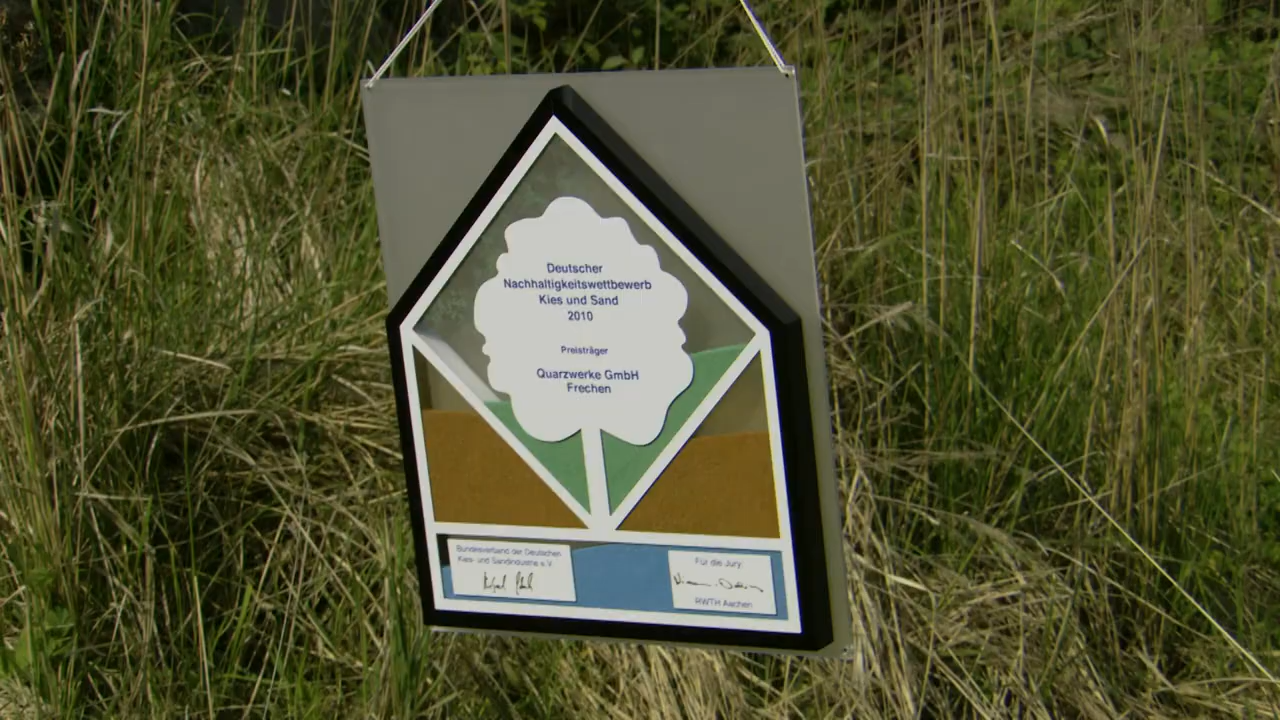 Deutscher
Nachhaltigkeitswettbewerb
Kies und Sand
2010
Preisträger
Quarzwerke GmbH
Frechen
Bundesverband der Deutschen
Kies- und Sandindustrie e.V.
Für die Jury:
RWTH Aachen